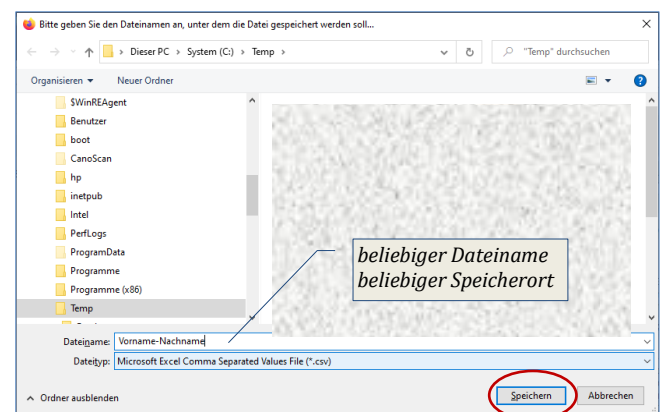 Bitte geben Sie den Dateinamen an, unter dem die Datei gespeichert werden soll...
Dieser PC > System (C:) > Temp >
"Temp" durchsuchen
Organisieren
Neuer Ordner
$WinREAgent
Benutzer
boot
CanoScan
hp
inetpub
Intel
PerfLogs
ProgramData
Programme
Programme (x86)
Temp
beliebiger Dateiname
beliebiger Speicherort
Dateiname: Vorname-Nachname
Dateityp: Microsoft Excel Comma Separated Values File (*.csv)
Ordner ausblenden
Speichern
Abbrechen